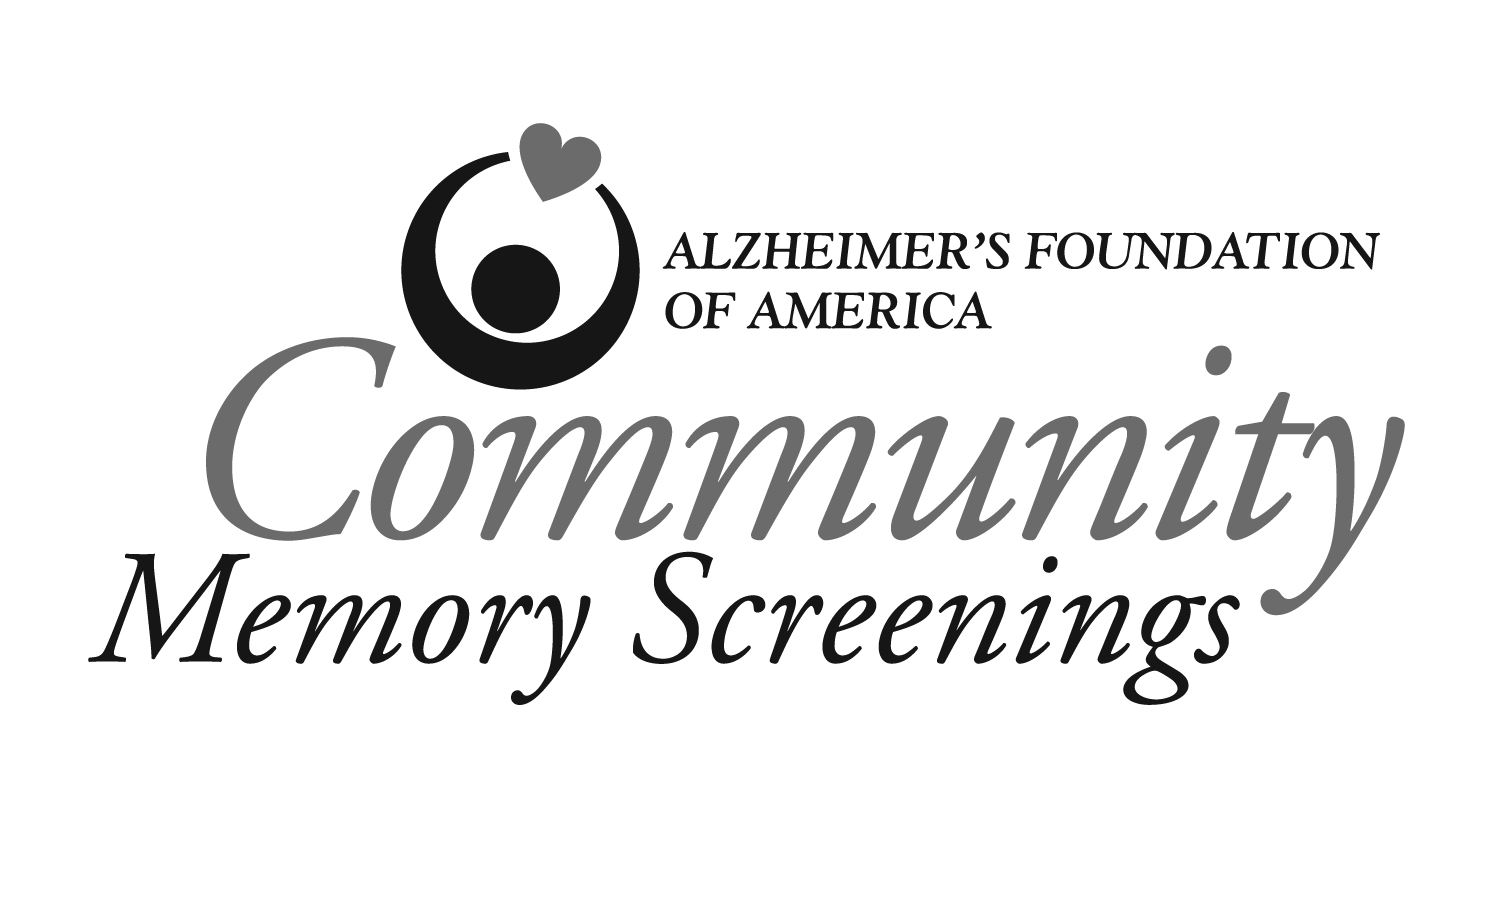 ALZHEIMER’S FOUNDATION
OF AMERICA
Community
Memory Screenings